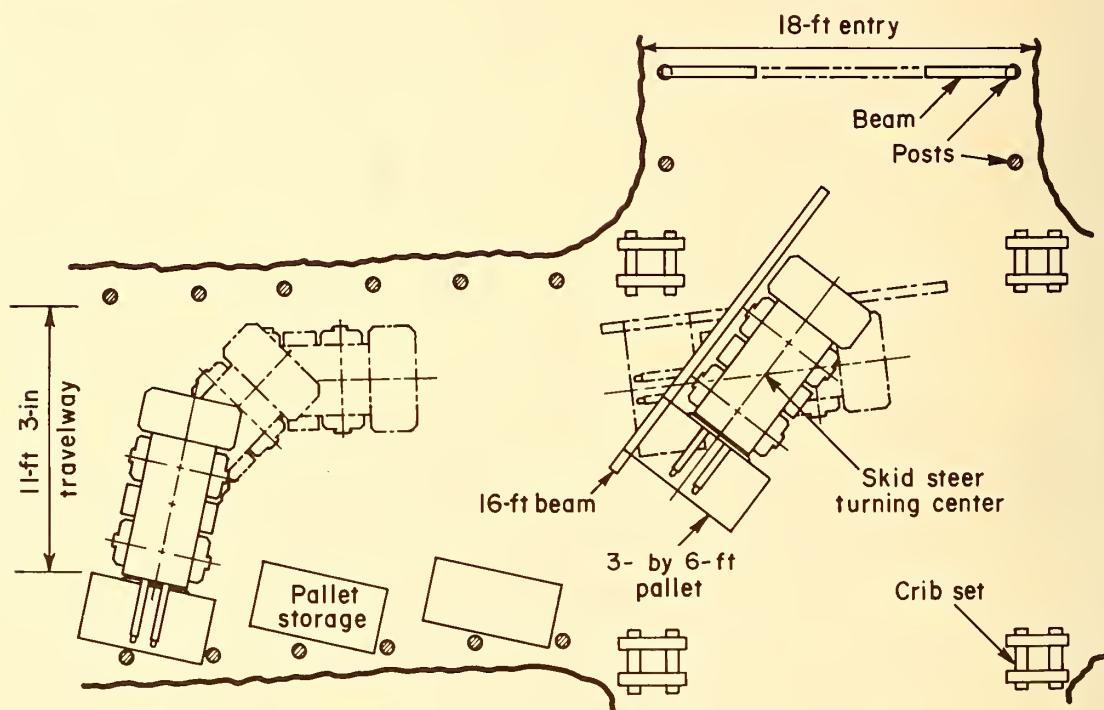 18-ft entry
Beam
Posts
11-ft 3-in
travelway
16-ft beam
Skid steer
turning center
3- by 6-ft
pallet
Pallet
storage
Crib set